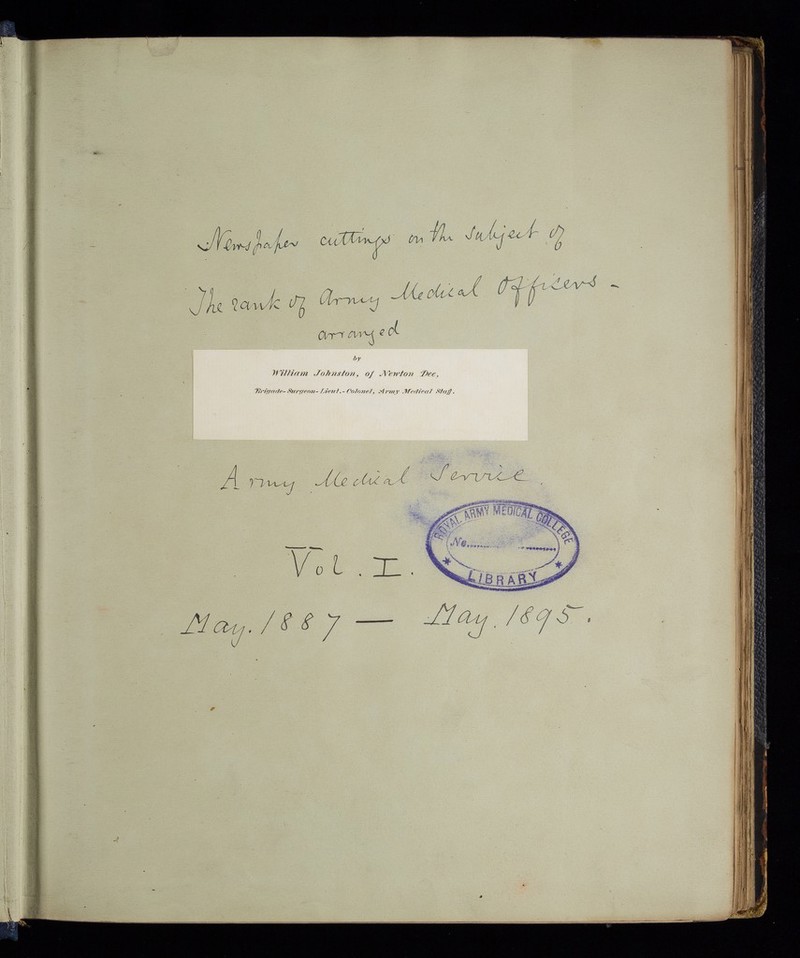 Newspaper cuttings on the Subject of
The rank of Army Medical Officers -
arranged
by
William Johnston, of Newton Dee,
Brigade-Surgeon-Lieut.-Colonel, Army Medical Staff.
Army Medical Service.
ROYAL ARMY MEDICAL COLLEGE
No.
LIBRARY
Vol. I.
May. 1887 — May. 1895.